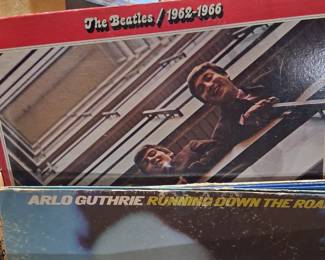 The Beatles / 1962-1966
ARLO GUTHRIE RUNNING DOWN THE ROA